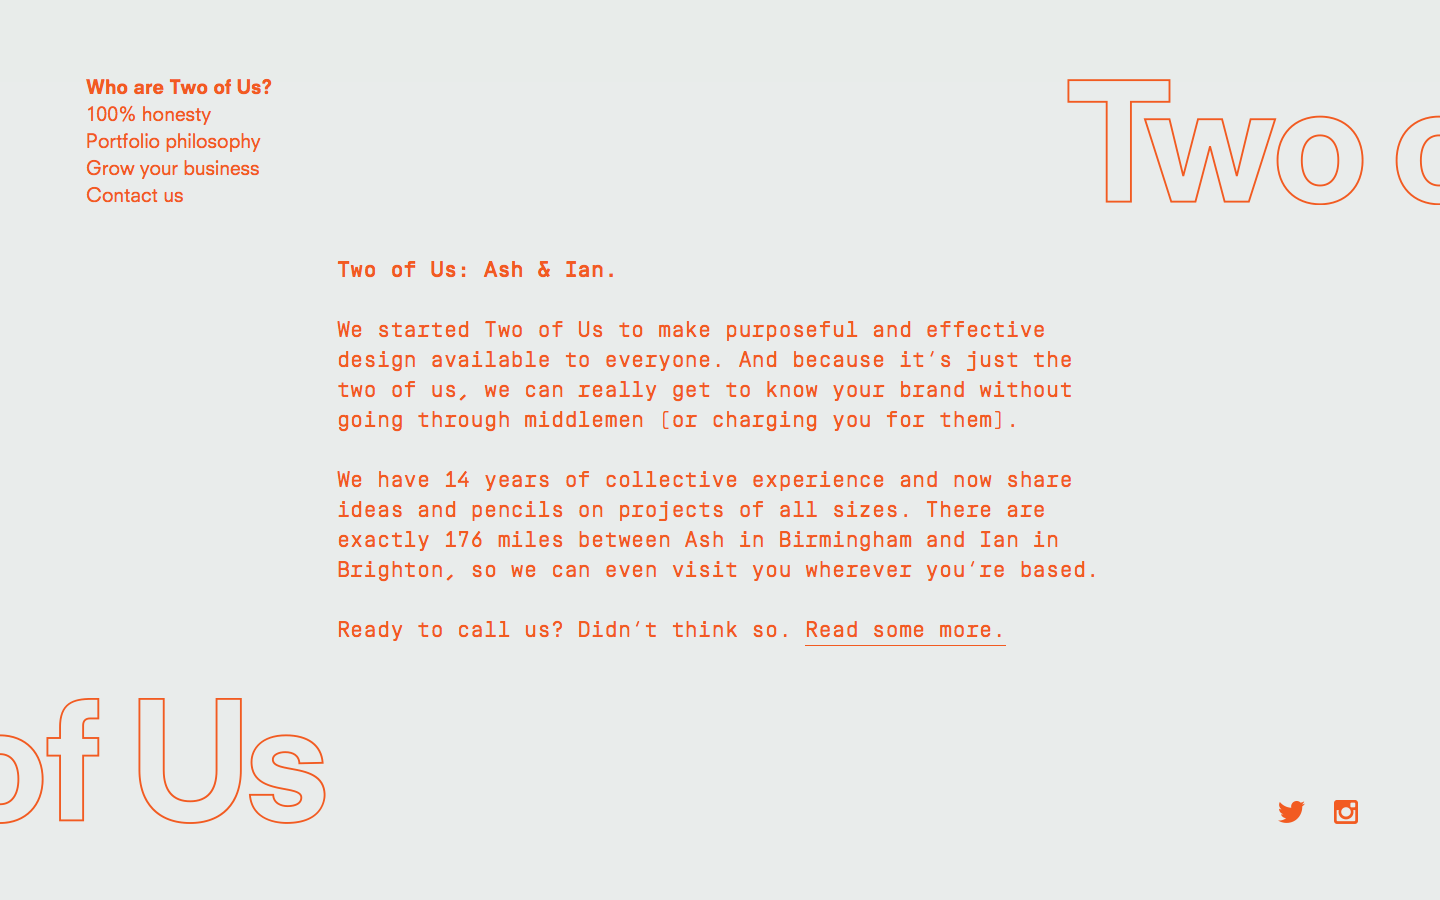 Who are Two of Us?
100% honesty
Portfolio philosophy
Grow your business
Contact us
Two o
Two of Us: Ash & Ian.
We started Two of Us to make purposeful and effective
design available to everyone. And because it's just the
two of us, we can really get to know your brand without
going through middlemen [or charging you for them].
We have 14 years of collective experience and now share
ideas and pencils on projects of all sizes. There are
exactly 176 miles between Ash in Birmingham and Ian in
Brighton, so we can even visit you wherever you're based.
Ready to call us? Didn't think so. Read some more.
of Us